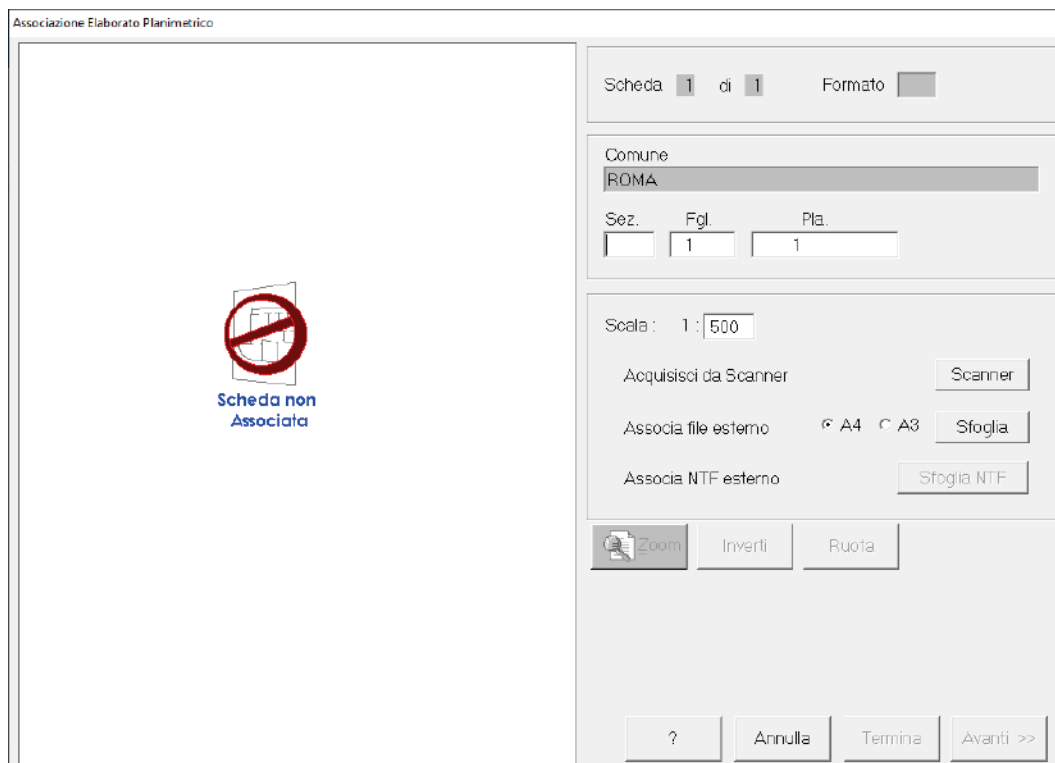 Associazione Elaborato Planimetrico
Scheda 1 di 1 Formato
Comune
ROMA
Sez. Fgl. Pla.
1 1
Scala : 1 : 500
Acquisisci da Scanner Scanner
Associa file esterno A4 A3 Sfoglia
Associa NTF esterno Sfoglia NTF
Zoom Inverti Ruota
Scheda non
Associata
? Annulla Termina Avanti >>